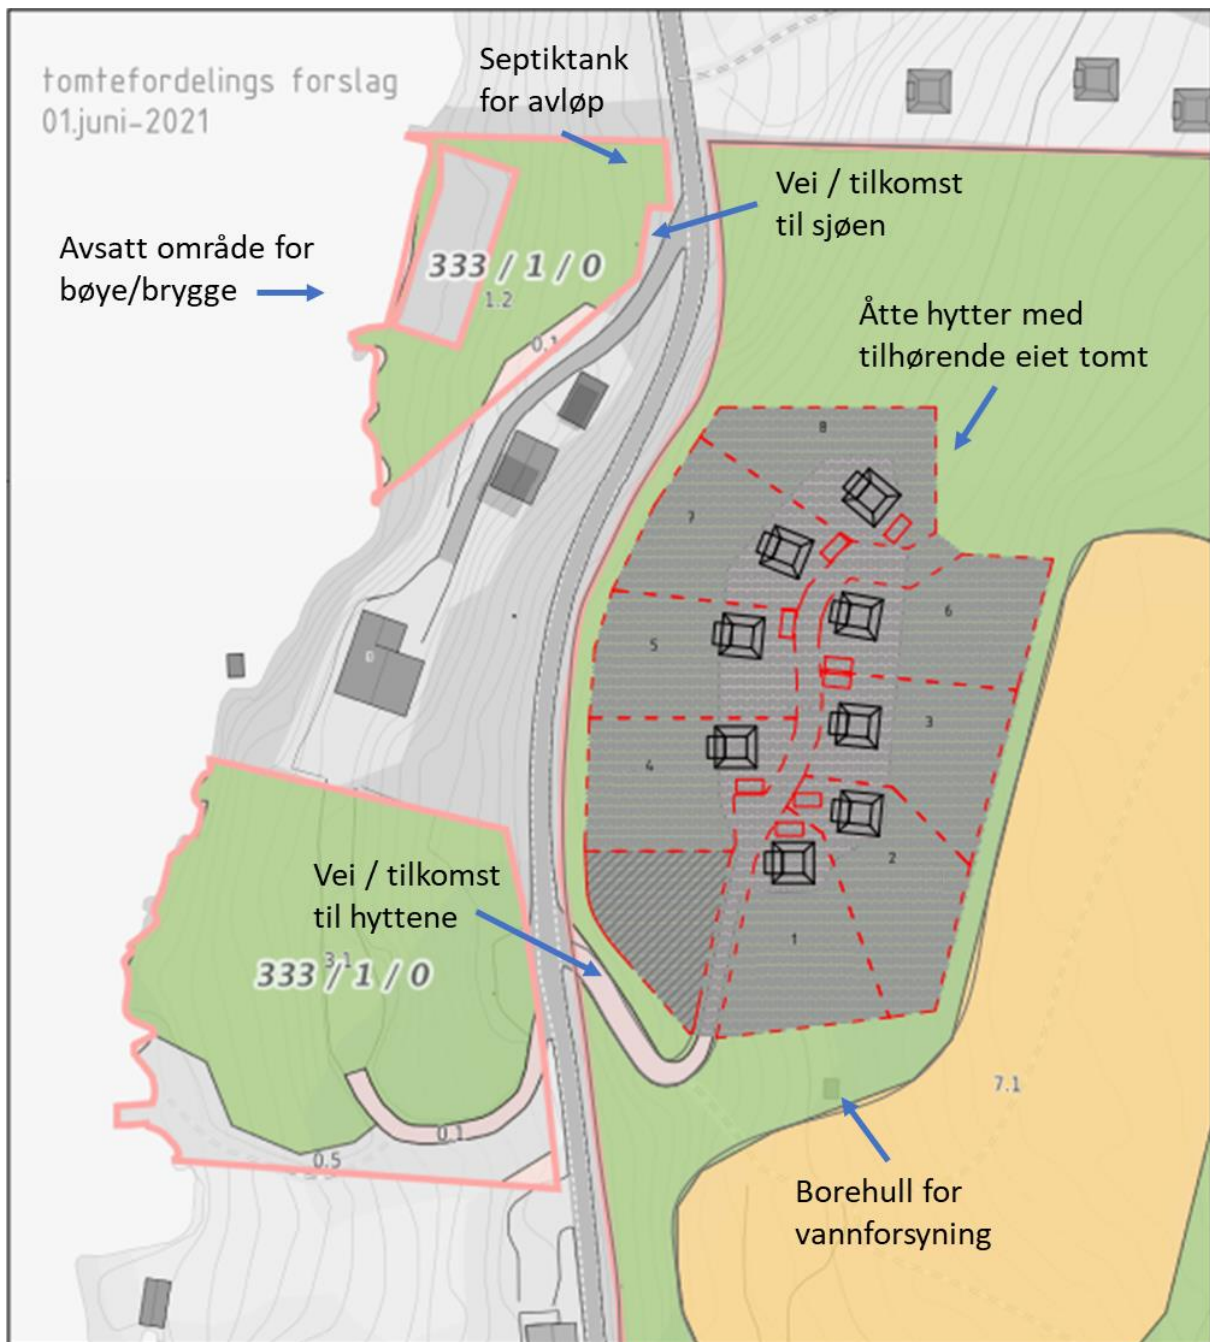 tomtefordelings forslag
01.juni-2021
Septiktank
for avløp
Vei / tilkomst
til sjøen
Avsatt område for
bøye/brygge
333 / 1 / 0
1.2
0.1
Åtte hytter med
tilhørende eiet tomt
8
7
6
5
3
4
2
1
Vei / tilkomst
til hyttene
3.1
333 / 1 / 0
0.1
0.5
7.1
Borehull for
vannforsyning